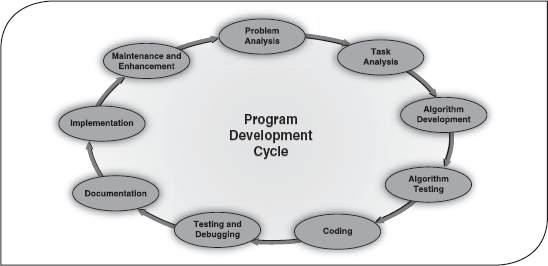 Problem
Analysis
Task
Analysis
Algorithm
Development
Algorithm
Testing
Coding
Testing and
Debugging
Documentation
Implementation
Maintenance and
Enhancement
Program
Development
Cycle